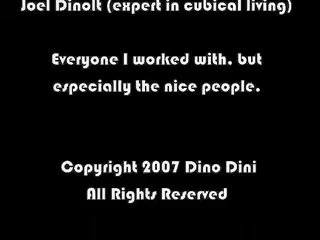 Joel Dinolt (expert in cubical living)
Everyone I worked with, but
especially the nice people.
Copyright 2007 Dino Dini
All Rights Reserved